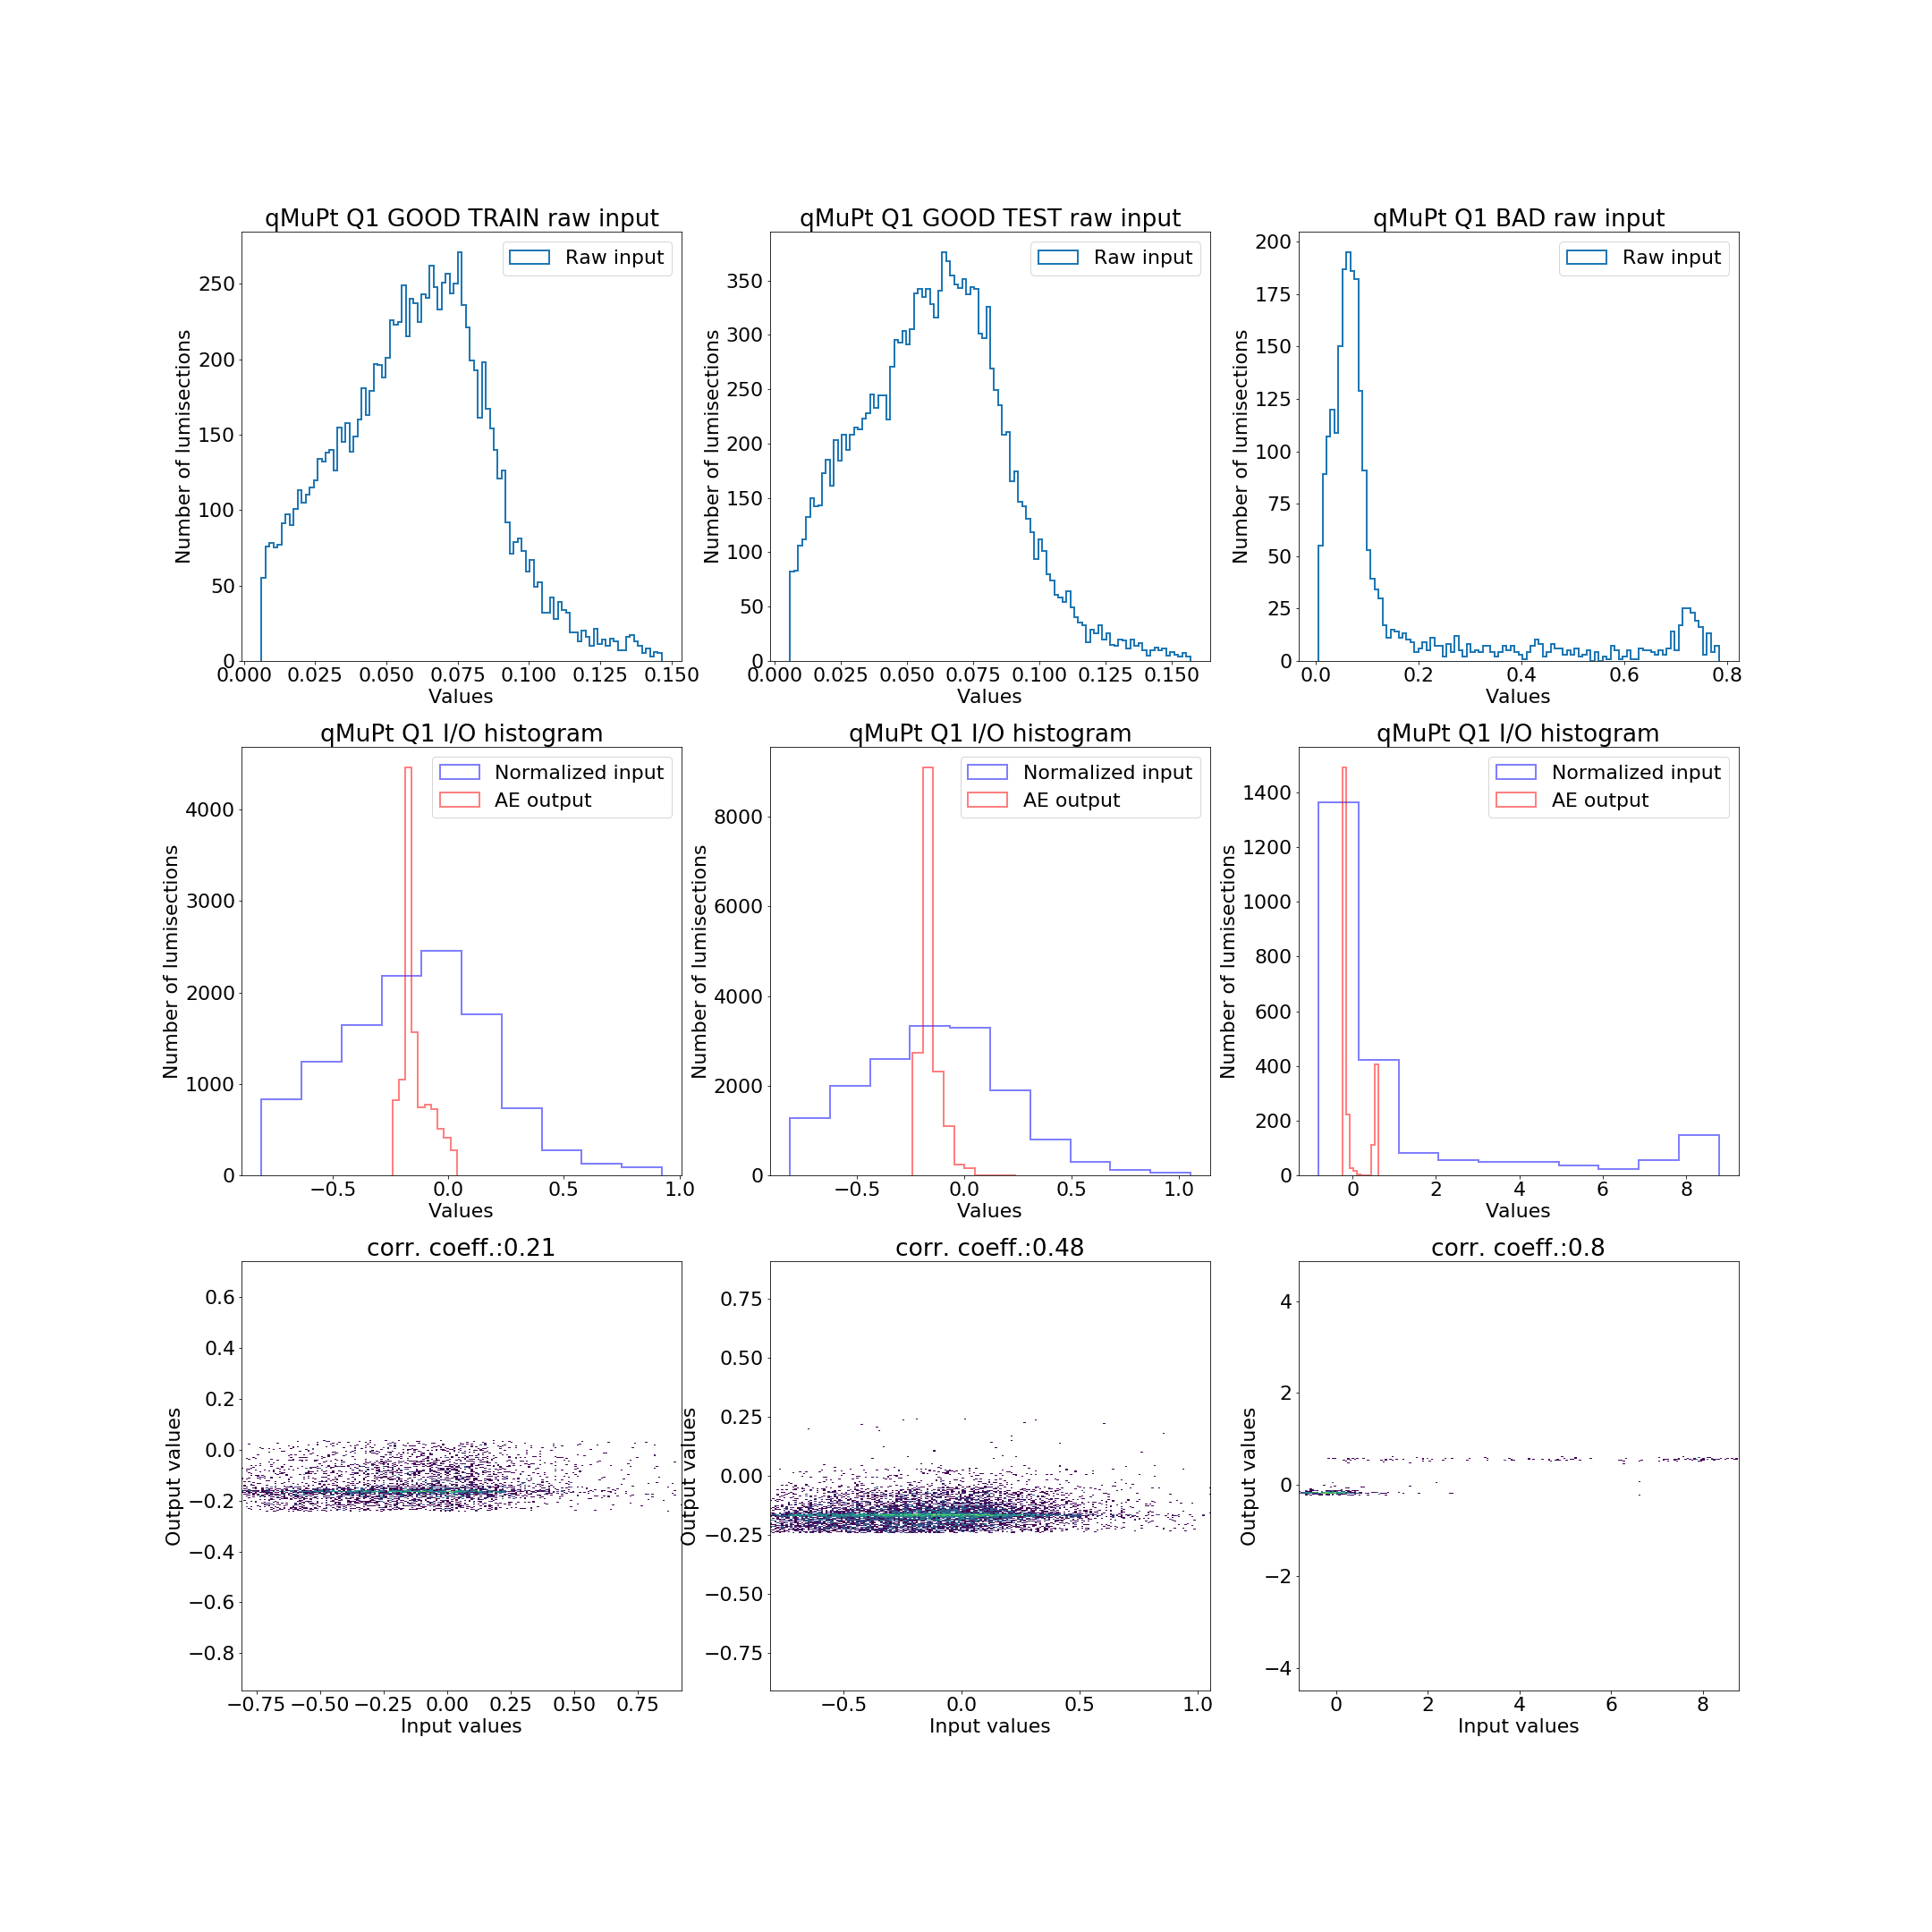 qMuPt Q1 GOOD TRAIN raw input
qMuPt Q1 GOOD TEST raw input
qMuPt Q1 BAD raw input
Number of lumisections
250
200
150
100
50
0
Raw input
0.000 0.025 0.050 0.075 0.100 0.125 0.150
Values
Number of lumisections
350
300
250
200
150
100
50
0
Raw input
0.000 0.025 0.050 0.075 0.100 0.125 0.150
Values
Number of lumisections
200
175
150
125
100
75
50
25
0
Raw input
0.0 0.2 0.4 0.6 0.8
Values
qMuPt Q1 I/O histogram
qMuPt Q1 I/O histogram
qMuPt Q1 I/O histogram
Number of lumisections
4000
3000
2000
1000
0
Normalized input
AE output
−0.5 0.0 0.5 1.0
Values
Number of lumisections
8000
6000
4000
2000
0
Normalized input
AE output
−0.5 0.0 0.5 1.0
Values
Number of lumisections
1400
1200
1000
800
600
400
200
0
Normalized input
AE output
0 2 4 6 8
Values
corr. coeff.:0.21
corr. coeff.:0.48
corr. coeff.:0.8
Output values
0.6
0.4
0.2
0.0
−0.2
−0.4
−0.6
−0.8
−0.75 −0.50 −0.25 0.00 0.25 0.50 0.75
Input values
Output values
0.75
0.50
0.25
0.00
−0.25
−0.50
−0.75
−0.5 0.0 0.5 1.0
Input values
Output values
4
2
0
−2
−4
0 2 4 6 8
Input values